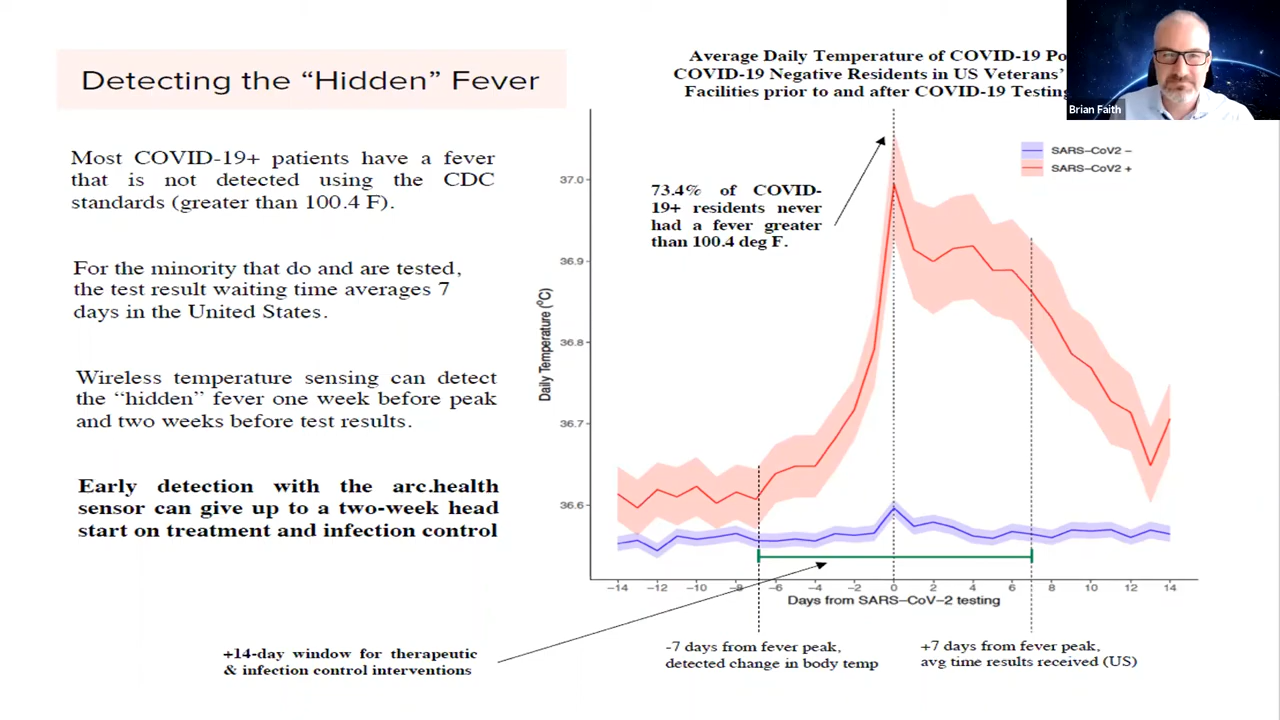 Detecting the “Hidden” Fever
Most COVID-19+ patients have a fever
that is not detected using the CDC
standards (greater than 100.4 F).
For the minority that do and are tested,
the test result waiting time averages 7
days in the United States.
Wireless temperature sensing can detect
the “hidden” fever one week before peak
and two weeks before test results.
Early detection with the arc.health
sensor can give up to a two-week head
start on treatment and infection control
+14-day window for therapeutic
& infection control interventions
Average Daily Temperature of COVID-19 Po
COVID-19 Negative Residents in US Veterans’
Facilities prior to and after COVID-19 Testing
Brian Faith
73.4% of COVID-
19+ residents never
had a fever greater
than 100.4 deg F.
SARS−CoV2 −
SARS−CoV2 +
Daily Temperature (°C)
37.0
36.9
36.8
36.7
36.6
−14 −12 −10 −8 −6 −4 −2 0 2 4 6 8 10 12 14
Days from SARS−CoV−2 testing
-7 days from fever peak,
detected change in body temp
+7 days from fever peak,
avg time results received (US)